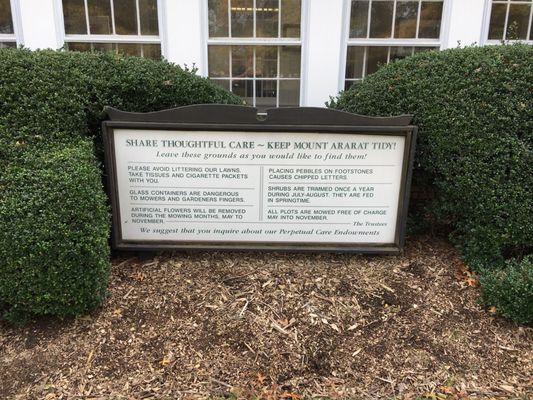 SHARE THOUGHTFUL CARE ~ KEEP MOUNT ARARAT TIDY!
Leave these grounds as you would like to find them!
PLEASE AVOID LITTERING OUR LAWNS.
TAKE TISSUES AND CIGARETTE PACKETS
WITH YOU.
GLASS CONTAINERS ARE DANGEROUS
TO MOWERS AND GARDENERS FINGERS.
ARTIFICIAL FLOWERS WILL BE REMOVED
DURING THE MOWING MONTHS, MAY TO
NOVEMBER.
PLACING PEBBLES ON FOOTSTONES
CAUSES CHIPPED LETTERS.
SHRUBS ARE TRIMMED ONCE A YEAR
DURING JULY-AUGUST. THEY ARE FED
IN SPRINGTIME.
ALL PLOTS ARE MOWED FREE OF CHARGE
MAY INTO NOVEMBER.
The Trustees
We suggest that you inquire about our Perpetual Care Endowments